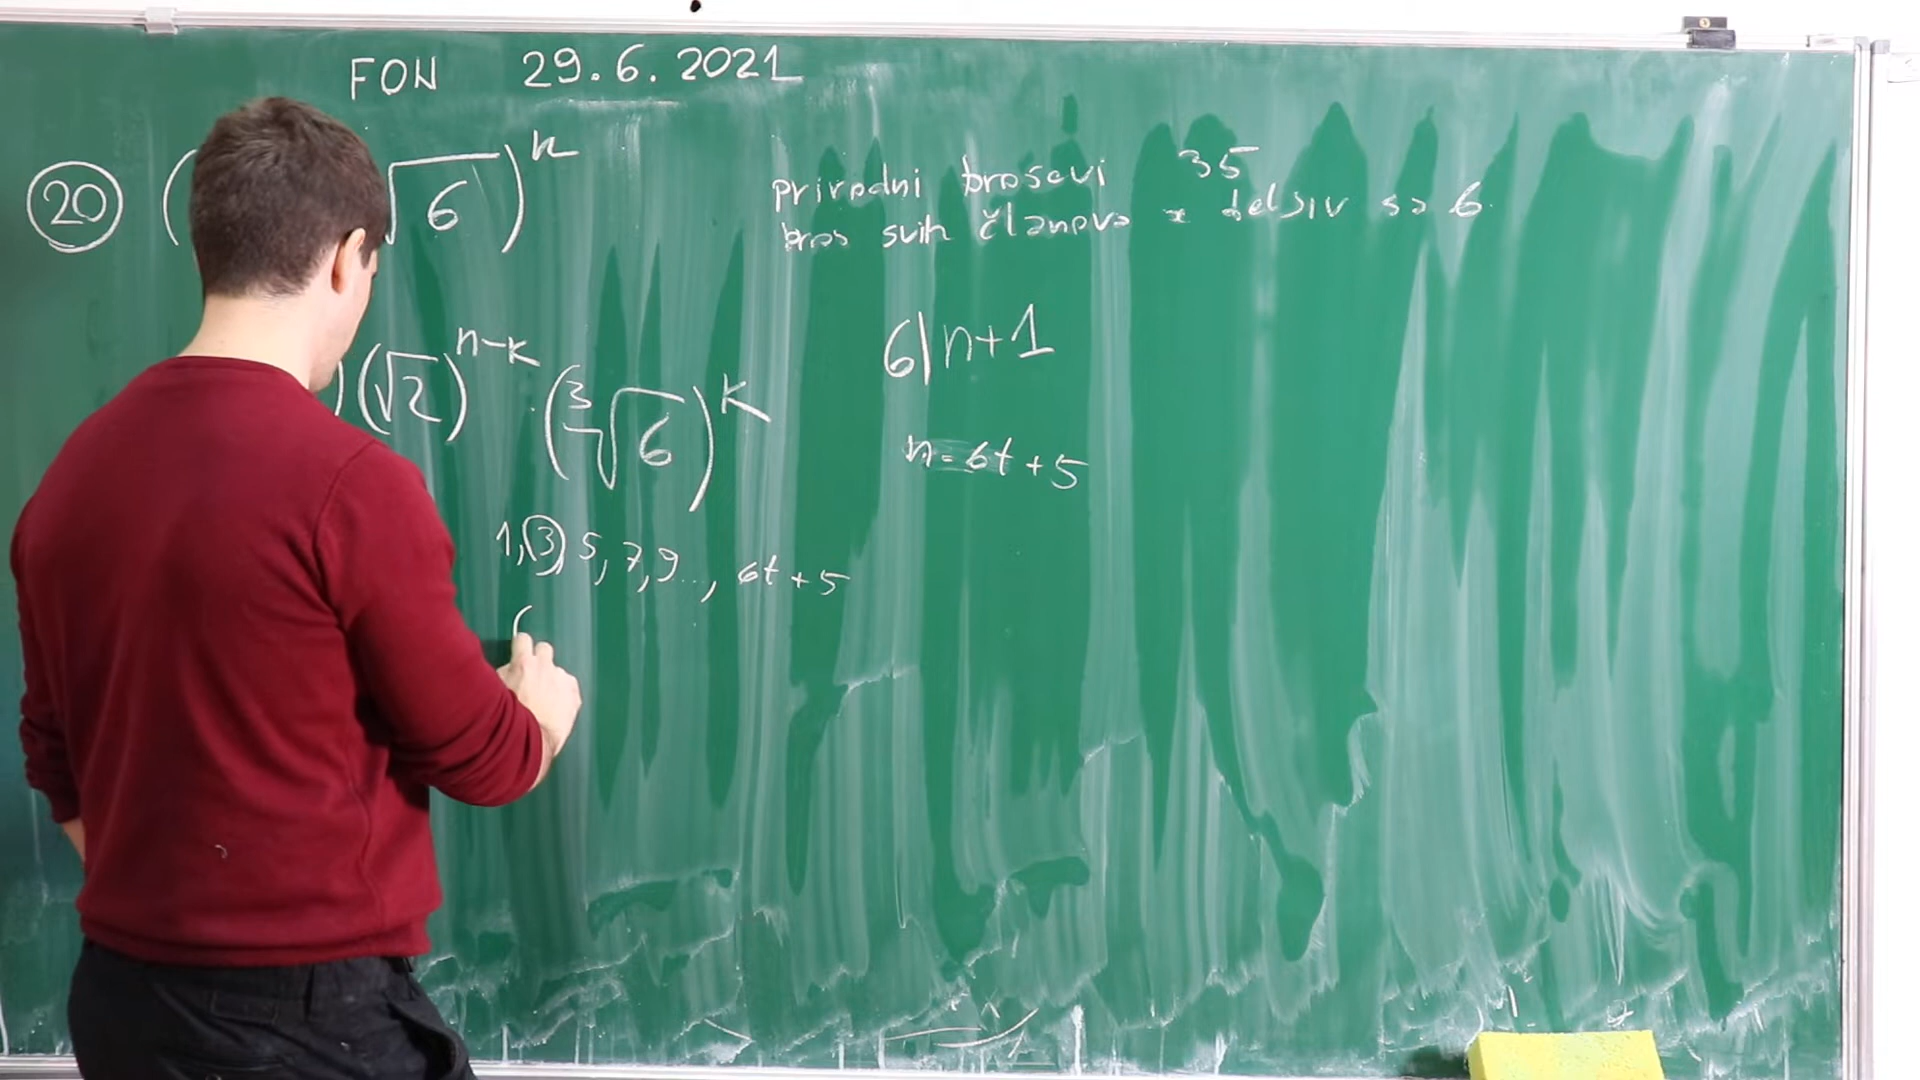 FON 29.6.2021
20 ( √6)ⁿ
prirodni brojevi 35
broj svih članova deljiv sa 6
)(√2)ⁿ⁻ᵏ · (³√6)ᵏ
6|n+1
n=6t+5
1,3,5,7,9..., 6t+5
(